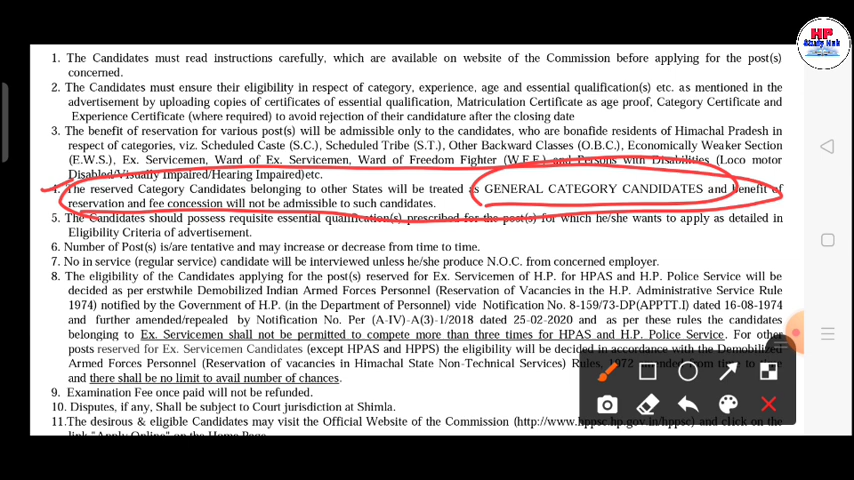 HP
Study Hub
1. The Candidates must read instructions carefully, which are available on website of the Commission before applying for the post(s)
concerned.
2. The Candidates must ensure their eligibility in respect of category, experience, age and essential qualification(s) etc. as mentioned in the
advertisement by uploading copies of certificates of essential qualification, Matriculation Certificate as age proof, Category Certificate and
Experience Certificate (where required) to avoid rejection of their candidature after the closing date
3. The benefit of reservation for various post(s) will be admissible only to the candidates, who are bonafide residents of Himachal Pradesh in
respect of categories, viz. Scheduled Caste (S.C.), Scheduled Tribe (S.T.), Other Backward Classes (O.B.C.), Economically Weaker Section
(E.W.S.), Ex. Servicemen, Ward of Ex. Servicemen, Ward of Freedom Fighter (W.F.F.) and Persons with Disabilities (Loco motor
Disabled/Visually Impaired/Hearing Impaired)etc.
4. The reserved Category Candidates belonging to other States will be treated as GENERAL CATEGORY CANDIDATES and benefit of
reservation and fee concession will not be admissible to such candidates.
5. The Candidates should possess requisite essential qualification(s) prescribed for the post(s) for which he/she wants to apply as detailed in
Eligibility Criteria of advertisement.
6. Number of Post(s) is/are tentative and may increase or decrease from time to time.
7. No in service (regular service) candidate will be interviewed unless he/she produce N.O.C. from concerned employer.
8. The eligibility of the Candidates applying for the post(s) reserved for Ex. Servicemen of H.P. for HPAS and H.P. Police Service will be
decided as per erstwhile Demobilized Indian Armed Forces Personnel (Reservation of Vacancies in the H.P. Administrative Service Rule
1974) notified by the Government of H.P. (in the Department of Personnel) vide Notification No. 8-159/73-DP(APPTT.I) dated 16-08-1974
and further amended/repealed by Notification No. Per (A-IV)-A(3)-1/2018 dated 25-02-2020 and as per these rules the candidates
belonging to Ex. Servicemen shall not be permitted to compete more than three times for HPAS and H.P. Police Service. For other
posts reserved for Ex. Servicemen Candidates (except HPAS and HPPS) the eligibility will be decided in accordance with the Demobilized
Armed Forces Personnel (Reservation of vacancies in Himachal State Non-Technical Services) Rules, 1972 amended from time to time
and there shall be no limit to avail number of chances.
9. Examination Fee once paid will not be refunded.
10. Disputes, if any, Shall be subject to Court jurisdiction at Shimla.
11.The desirous & eligible Candidates may visit the Official Website of the Commission (http://www.hppsc.hp.gov.in/hppsc) and click on the
link "Apply Online" on the Home Page